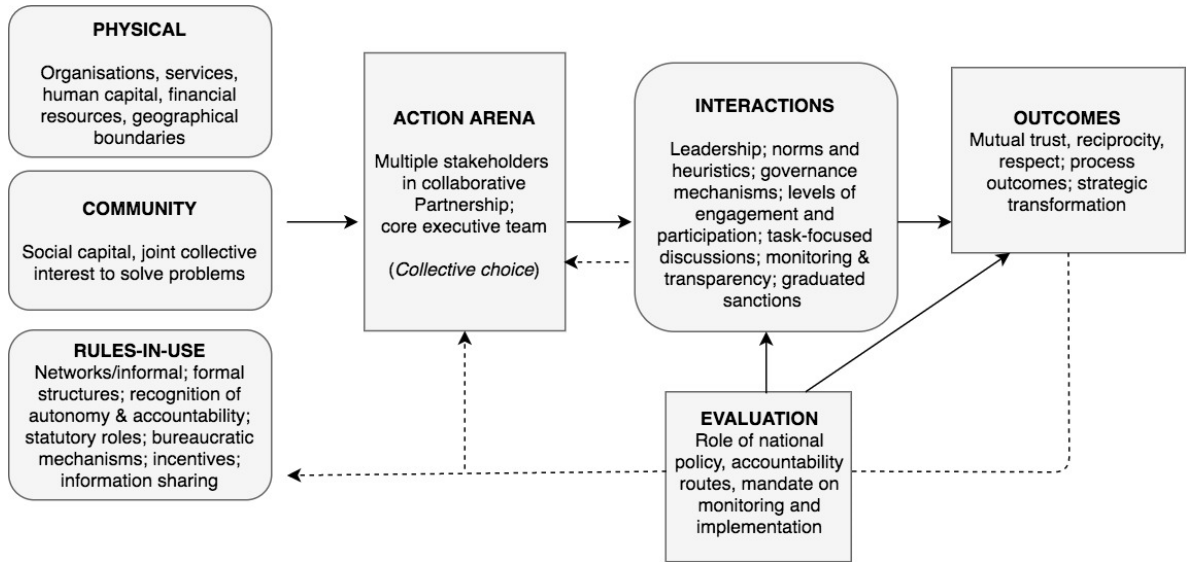 PHYSICAL
Organisations, services,
human capital, financial
resources, geographical
boundaries
COMMUNITY
Social capital, joint collective
interest to solve problems
RULES-IN-USE
Networks/informal; formal
structures; recognition of
autonomy & accountability;
statutory roles; bureaucratic
mechanisms; incentives;
information sharing
ACTION ARENA
Multiple stakeholders
in collaborative
Partnership;
core executive team
(Collective choice)
INTERACTIONS
Leadership; norms and
heuristics; governance
mechanisms; levels of
engagement and
participation; task-focused
discussions; monitoring &
transparency; graduated
sanctions
OUTCOMES
Mutual trust, reciprocity,
respect; process
outcomes; strategic
transformation
EVALUATION
Role of national
policy, accountability
routes, mandate on
monitoring and
implementation